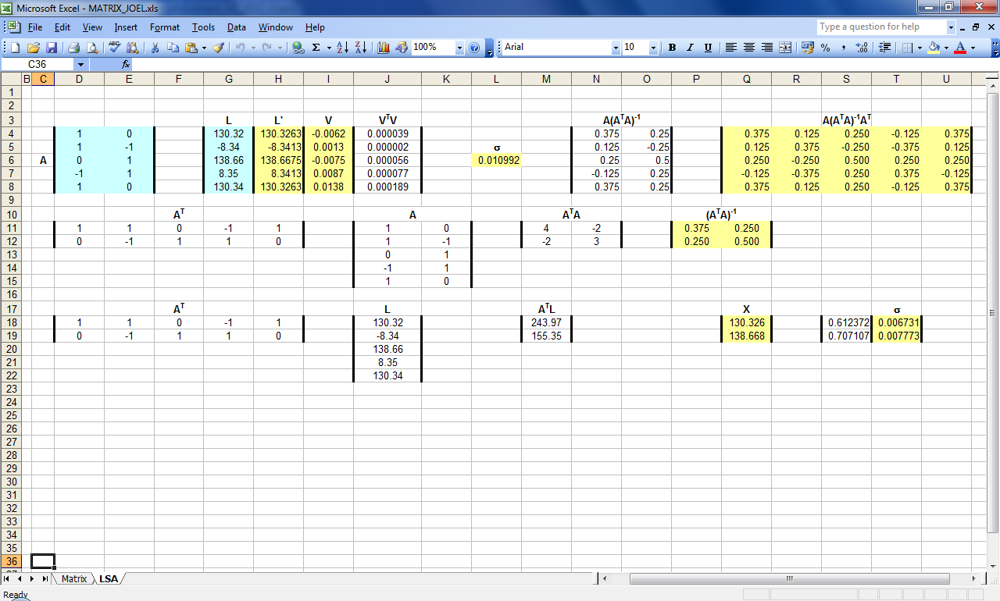 Microsoft Excel - MATRIX_JOEL.xls
File Edit View Insert Format Tools Data Window Help Type a question for help
100% Arial 10 B I U
C36 fx
B C D E F G H I J K L M N O P Q R S T U
1
2
3 L L' V VᵀV A(AᵀA)⁻¹ A(AᵀA)⁻¹Aᵀ
4 1 0 130.32 130.3263 -0.0062 0.000039 0.375 0.25 0.375 0.125 0.250 -0.125 0.375
5 1 -1 -8.34 -8.3413 0.0013 0.000002 σ 0.125 -0.25 0.125 0.375 -0.250 -0.375 0.125
6 A 0 1 138.66 138.6675 -0.0075 0.000056 0.010992 0.25 0.5 0.250 -0.250 0.500 0.250 0.250
7 -1 1 8.35 8.3413 0.0087 0.000077 -0.125 0.25 -0.125 -0.375 0.250 0.375 -0.125
8 1 0 130.34 130.3263 0.0138 0.000189 0.375 0.25 0.375 0.125 0.250 -0.125 0.375
9
10 Aᵀ A AᵀA (AᵀA)⁻¹
11 1 1 0 -1 1 1 0 4 -2 0.375 0.250
12 0 -1 1 1 0 1 -1 -2 3 0.250 0.500
13 0 1
14 -1 1
15 1 0
16
17 Aᵀ L AᵀL X σ
18 1 1 0 -1 1 130.32 243.97 130.326 0.612372 0.006731
19 0 -1 1 1 0 -8.34 155.35 138.668 0.707107 0.007773
20 138.66
21 8.35
22 130.34
23
24
25
26
27
28
29
30
31
32
33
34
35
36
Matrix LSA
Ready